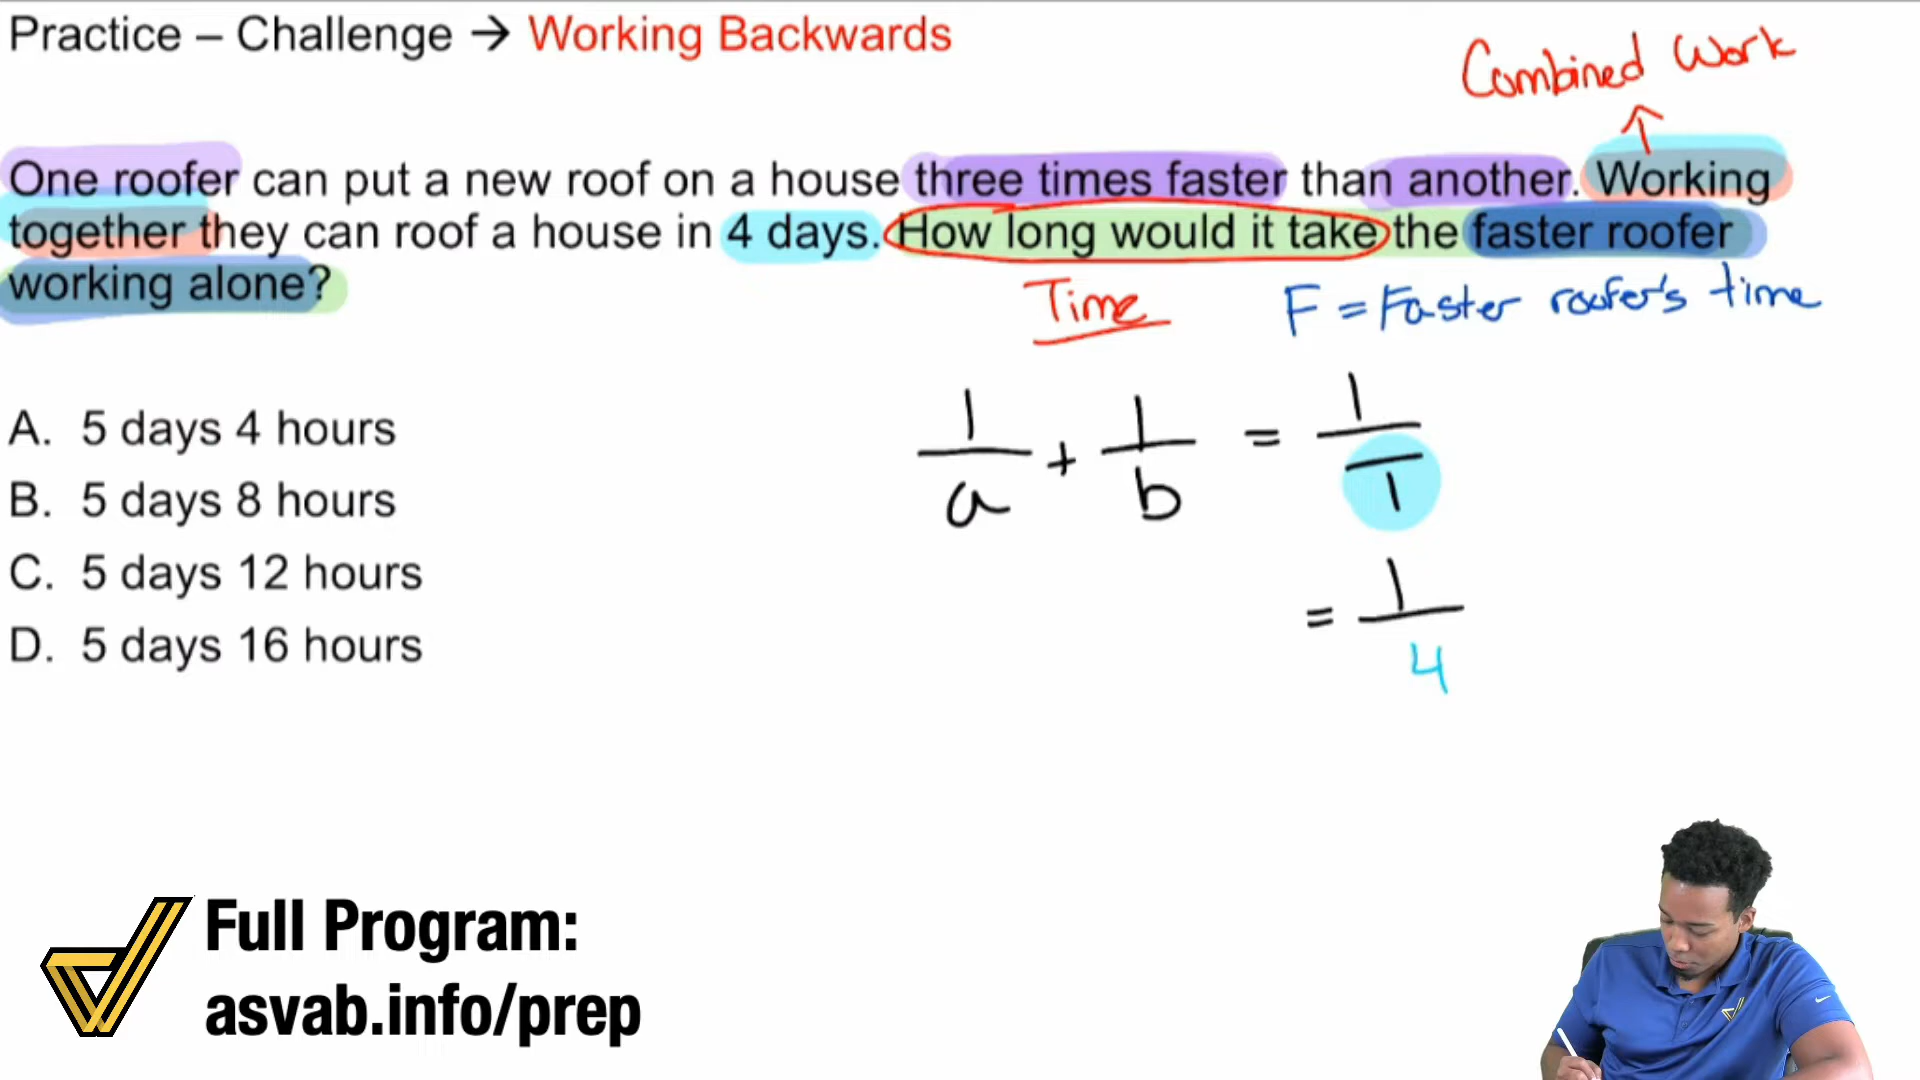 Practice – Challenge → Working Backwards
Combined Work
One roofer can put a new roof on a house three times faster than another. Working
together they can roof a house in 4 days. How long would it take the faster roofer
working alone?
Time
F = Faster roofer's time
A. 5 days 4 hours
B. 5 days 8 hours
C. 5 days 12 hours
D. 5 days 16 hours
1/a + 1/b = 1/T
= 1/4
Full Program:
asvab.info/prep